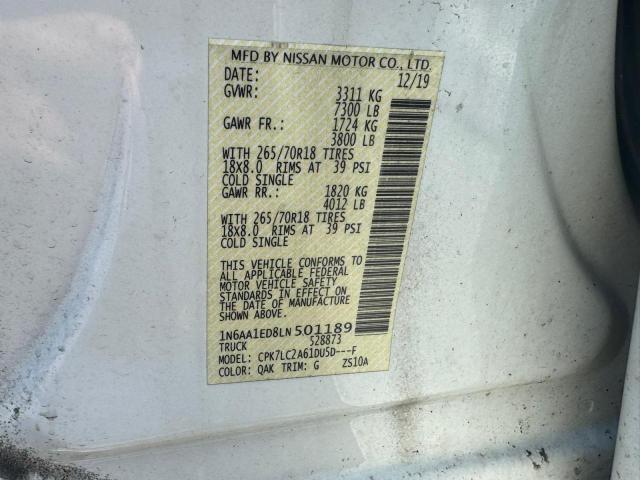 MFD BY NISSAN MOTOR CO., LTD.
DATE: 12/19
GVWR: 3311 KG
7300 LB
GAWR FR.: 1724 KG
3800 LB
WITH 265/70R18 TIRES
18X8.0 RIMS AT 39 PSI
COLD SINGLE
GAWR RR.: 1820 KG
4012 LB
WITH 265/70R18 TIRES
18X8.0 RIMS AT 39 PSI
COLD SINGLE
THIS VEHICLE CONFORMS TO
ALL APPLICABLE FEDERAL
MOTOR VEHICLE SAFETY
STANDARDS IN EFFECT ON
THE DATE OF MANUFACTURE
SHOWN ABOVE.
1N6AA1ED8LN501189
TRUCK 528873
MODEL: CPK7LC2A61DU5D---F
COLOR: QAK TRIM: G ZS10A